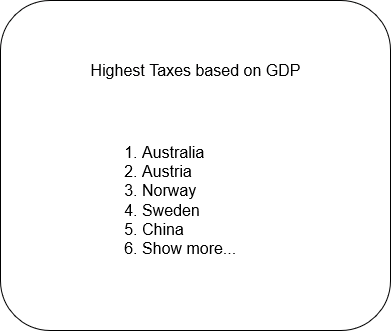 Highest Taxes based on GDP
1. Australia
2. Austria
3. Norway
4. Sweden
5. China
6. Show more...